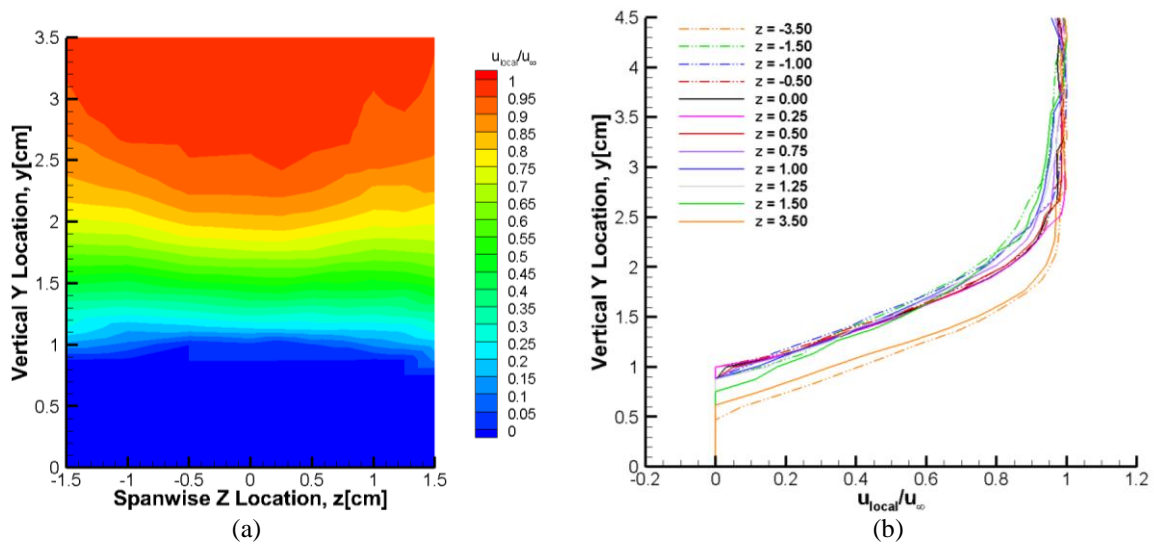 3.5
3
2.5
2
1.5
1
0.5
0
Vertical Y Location, y[cm]
-1.5
-1
-0.5
0
0.5
1
1.5
Spanwise Z Location, z[cm]
u_local/u_∞
1
0.95
0.9
0.85
0.8
0.75
0.7
0.65
0.6
0.55
0.5
0.45
0.4
0.35
0.3
0.25
0.2
0.15
0.1
0.05
0
(a)
4.5
4
3.5
3
2.5
2
1.5
1
0.5
0
Vertical Y Location, y[cm]
z = -3.50
z = -1.50
z = -1.00
z = -0.50
z = 0.00
z = 0.25
z = 0.50
z = 0.75
z = 1.00
z = 1.25
z = 1.50
z = 3.50
-0.2
0
0.2
0.4
0.6
0.8
1
1.2
u_local/u_∞
(b)